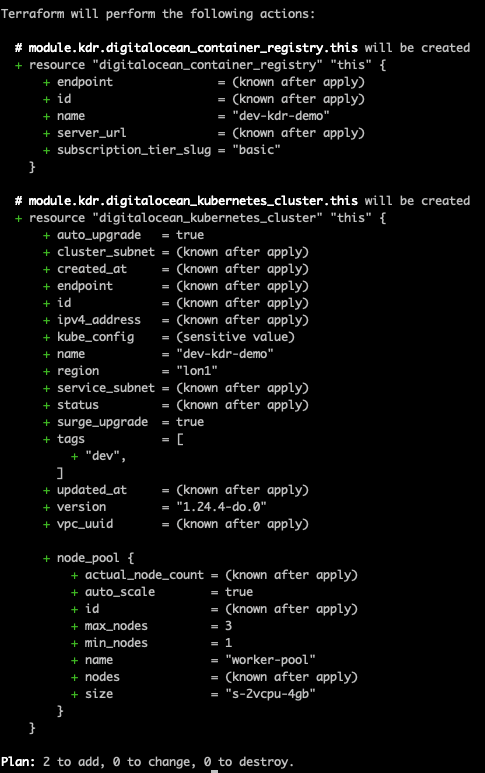 Terraform will perform the following actions:
# module.kdr.digitalocean_container_registry.this will be created
+ resource "digitalocean_container_registry" "this" {
+ endpoint = (known after apply)
+ id = (known after apply)
+ name = "dev-kdr-demo"
+ server_url = (known after apply)
+ subscription_tier_slug = "basic"
}
# module.kdr.digitalocean_kubernetes_cluster.this will be created
+ resource "digitalocean_kubernetes_cluster" "this" {
+ auto_upgrade = true
+ cluster_subnet = (known after apply)
+ created_at = (known after apply)
+ endpoint = (known after apply)
+ id = (known after apply)
+ ipv4_address = (known after apply)
+ kube_config = (sensitive value)
+ name = "dev-kdr-demo"
+ region = "lon1"
+ service_subnet = (known after apply)
+ status = (known after apply)
+ surge_upgrade = true
+ tags = [
+ "dev",
]
+ updated_at = (known after apply)
+ version = "1.24.4-do.0"
+ vpc_uuid = (known after apply)
+ node_pool {
+ actual_node_count = (known after apply)
+ auto_scale = true
+ id = (known after apply)
+ max_nodes = 3
+ min_nodes = 1
+ name = "worker-pool"
+ nodes = (known after apply)
+ size = "s-2vcpu-4gb"
}
}
Plan: 2 to add, 0 to change, 0 to destroy.